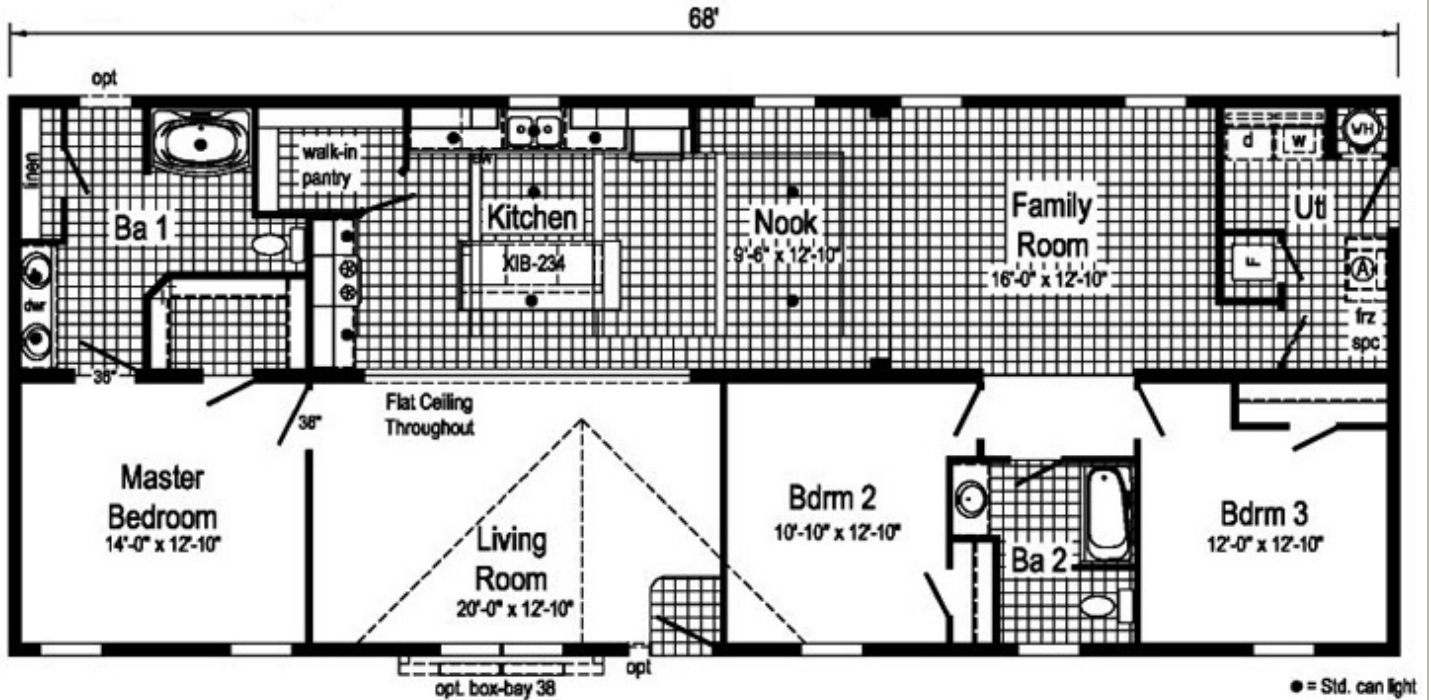 68'
opt
linen
Ba 1
walk-in
pantry
DW
Kitchen
XIB-234
Nook
9'-6" x 12'-10"
Family
Room
16'-0" x 12'-10"
d
w
WH
Utl
F
A
frz
spc
dwr
36"
36"
Flat Ceiling
Throughout
Master
Bedroom
14'-0" x 12'-10"
Living
Room
20'-0" x 12'-10"
Bdrm 2
10'-10" x 12'-10"
Ba 2
Bdrm 3
12'-0" x 12'-10"
opt
opt. box-bay 38
● = Std. can light